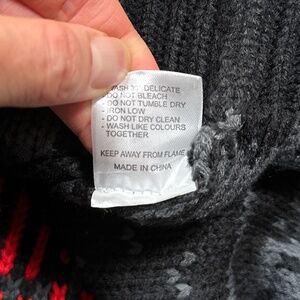 DELICATE
- DO NOT BLEACH
- DO NOT TUMBLE DRY
- IRON LOW
- DO NOT DRY CLEAN
- WASH LIKE COLOURS
TOGETHER
KEEP AWAY FROM FLAME
MADE IN CHINA